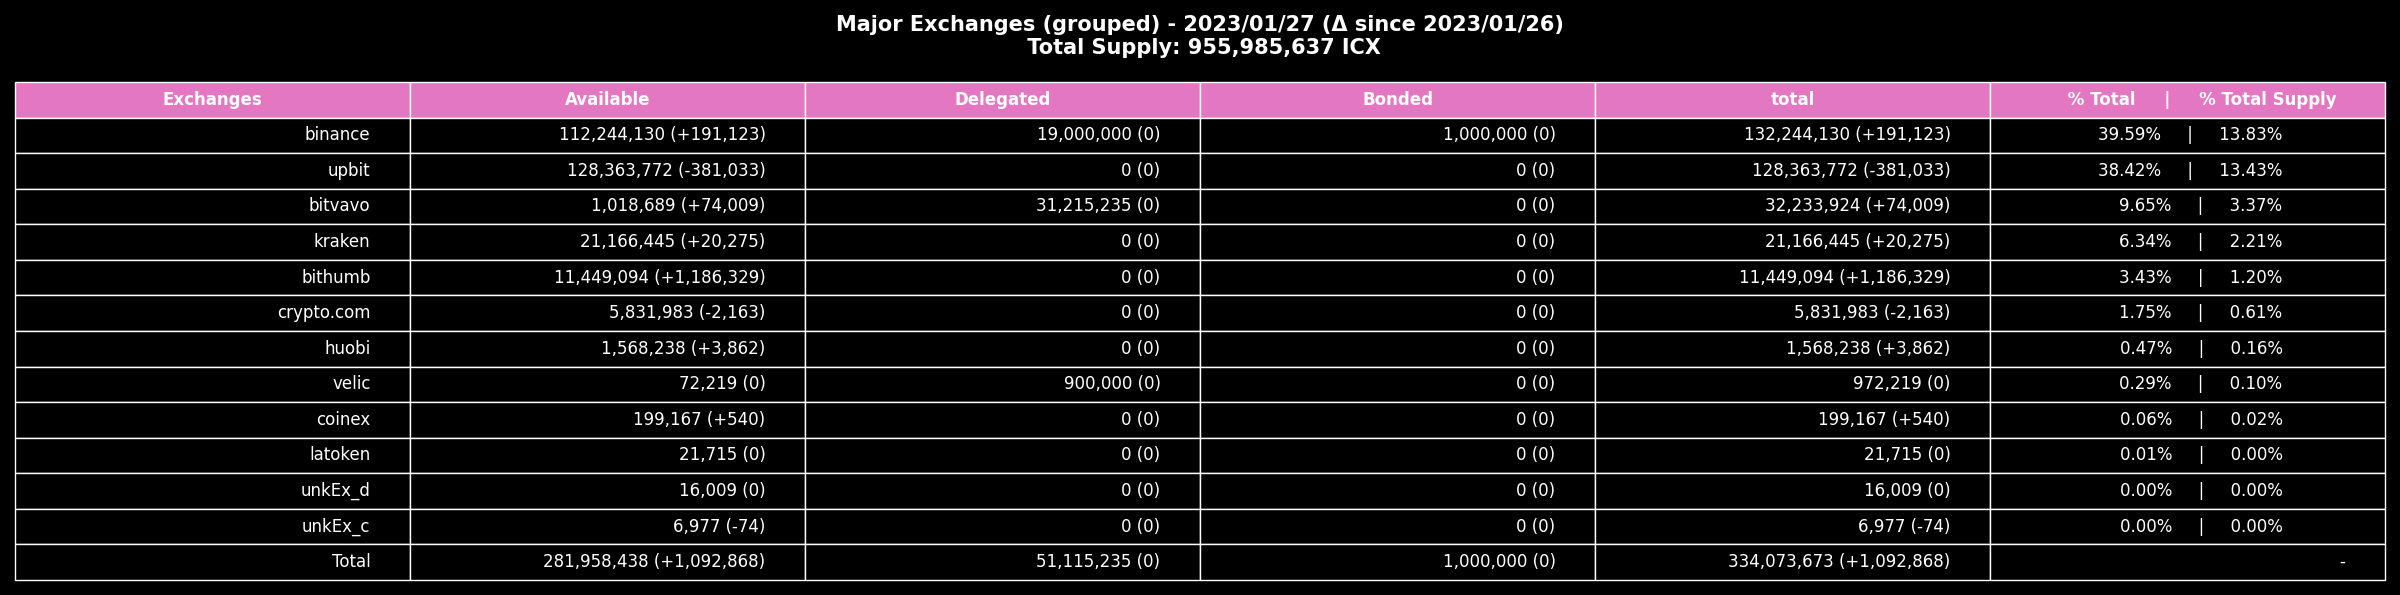 Major Exchanges (grouped) - 2023/01/27 (Δ since 2023/01/26)
Total Supply: 955,985,637 ICX
Exchanges Available Delegated Bonded total % Total | % Total Supply
binance 112,244,130 (+191,123) 19,000,000 (0) 1,000,000 (0) 132,244,130 (+191,123) 39.59% | 13.83%
upbit 128,363,772 (-381,033) 0 (0) 0 (0) 128,363,772 (-381,033) 38.42% | 13.43%
bitvavo 1,018,689 (+74,009) 31,215,235 (0) 0 (0) 32,233,924 (+74,009) 9.65% | 3.37%
kraken 21,166,445 (+20,275) 0 (0) 0 (0) 21,166,445 (+20,275) 6.34% | 2.21%
bithumb 11,449,094 (+1,186,329) 0 (0) 0 (0) 11,449,094 (+1,186,329) 3.43% | 1.20%
crypto.com 5,831,983 (-2,163) 0 (0) 0 (0) 5,831,983 (-2,163) 1.75% | 0.61%
huobi 1,568,238 (+3,862) 0 (0) 0 (0) 1,568,238 (+3,862) 0.47% | 0.16%
velic 72,219 (0) 900,000 (0) 0 (0) 972,219 (0) 0.29% | 0.10%
coinex 199,167 (+540) 0 (0) 0 (0) 199,167 (+540) 0.06% | 0.02%
latoken 21,715 (0) 0 (0) 0 (0) 21,715 (0) 0.01% | 0.00%
unkEx_d 16,009 (0) 0 (0) 0 (0) 16,009 (0) 0.00% | 0.00%
unkEx_c 6,977 (-74) 0 (0) 0 (0) 6,977 (-74) 0.00% | 0.00%
Total 281,958,438 (+1,092,868) 51,115,235 (0) 1,000,000 (0) 334,073,673 (+1,092,868) -